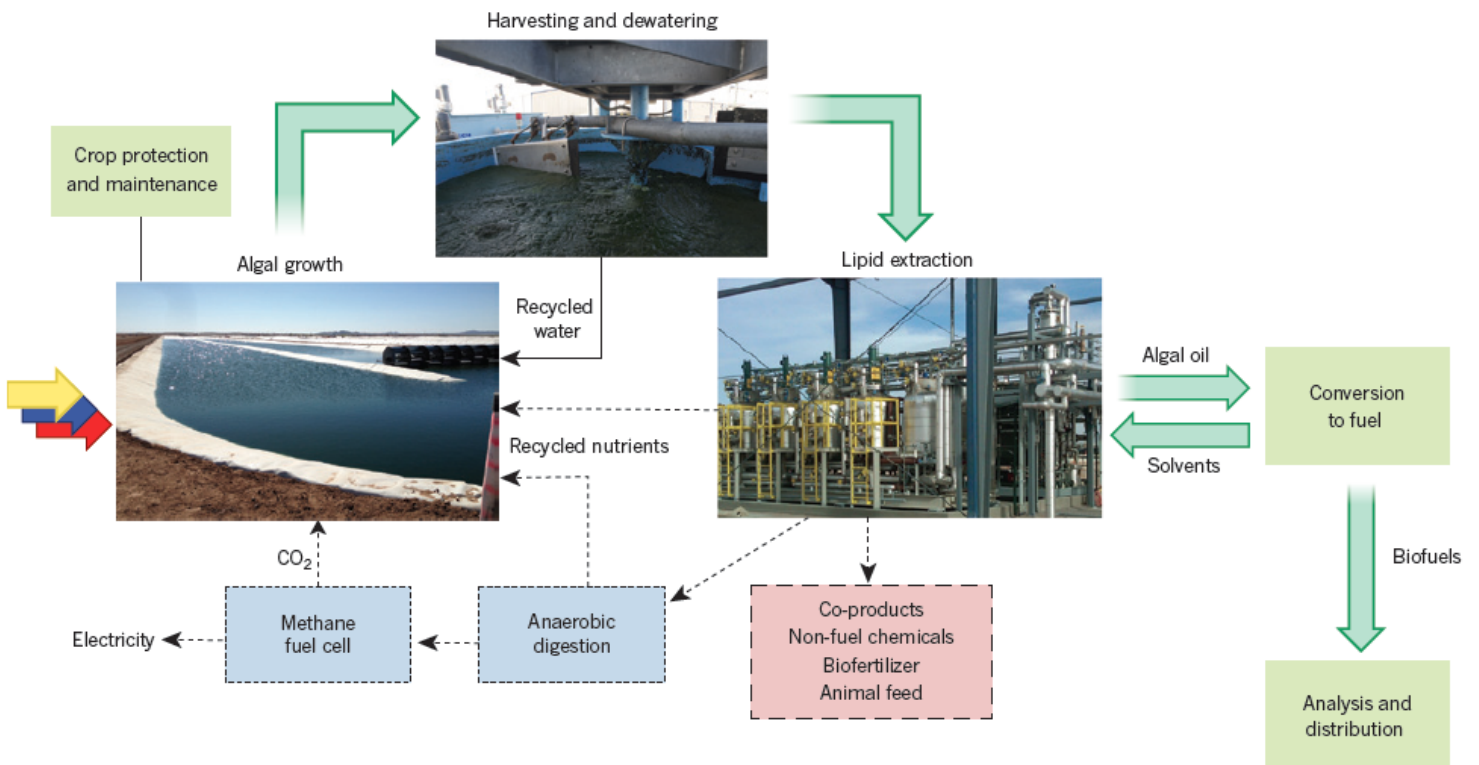 Harvesting and dewatering
Crop protection
and maintenance
Algal growth
Lipid extraction
Recycled
water
Algal oil
Conversion
to fuel
Recycled nutrients
Solvents
CO₂
Biofuels
Methane
fuel cell
Electricity
Anaerobic
digestion
Co-products
Non-fuel chemicals
Biofertilizer
Animal feed
Analysis and
distribution